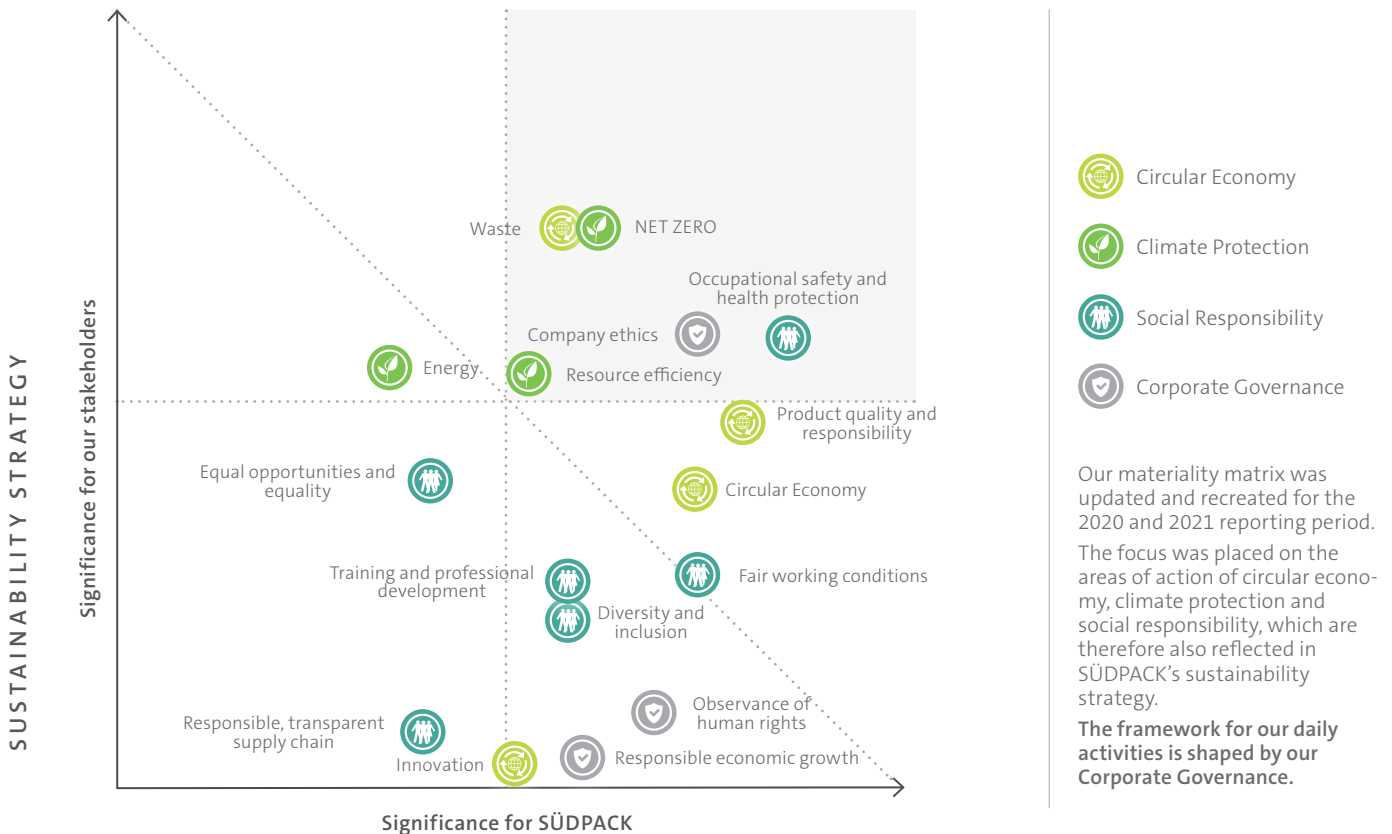 SUSTAINABILITY STRATEGY
Significance for our stakeholders
Waste
NET ZERO
Occupational safety and
health protection
Company ethics
Energy
Resource efficiency
Product quality and
responsibility
Equal opportunities and
equality
Circular Economy
Training and professional
development
Fair working conditions
Diversity and
inclusion
Observance of
human rights
Responsible, transparent
supply chain
Innovation
Responsible economic growth
Significance for SÜDPACK
Circular Economy
Climate Protection
Social Responsibility
Corporate Governance
Our materiality matrix was
updated and recreated for the
2020 and 2021 reporting period.
The focus was placed on the
areas of action of circular econo-
my, climate protection and
social responsibility, which are
therefore also reflected in
SÜDPACK’s sustainability
strategy.
The framework for our daily
activities is shaped by our
Corporate Governance.